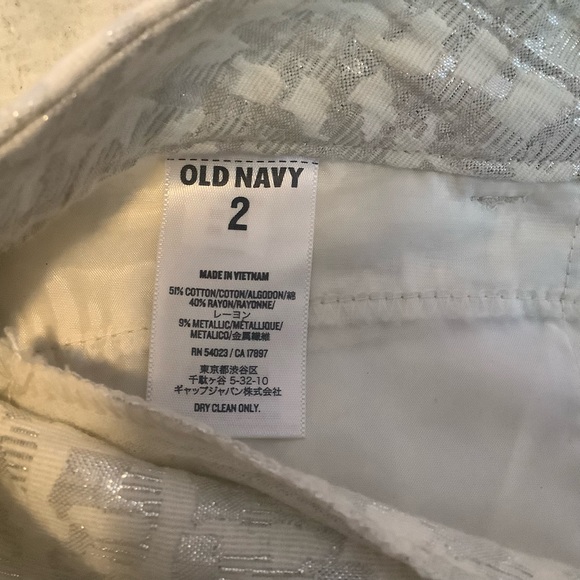 OLD NAVY
2
MADE IN VIETNAM
51% COTTON/COTON/ALGODON/綿
40% RAYON/RAYONNE/
レーヨン
9% METALLIC/MÉTALLIQUE/
METALICO/金属繊維
RN 54023 / CA 17897
東京都渋谷区
千駄ヶ谷 5-32-10
ギャップジャパン株式会社
DRY CLEAN ONLY.